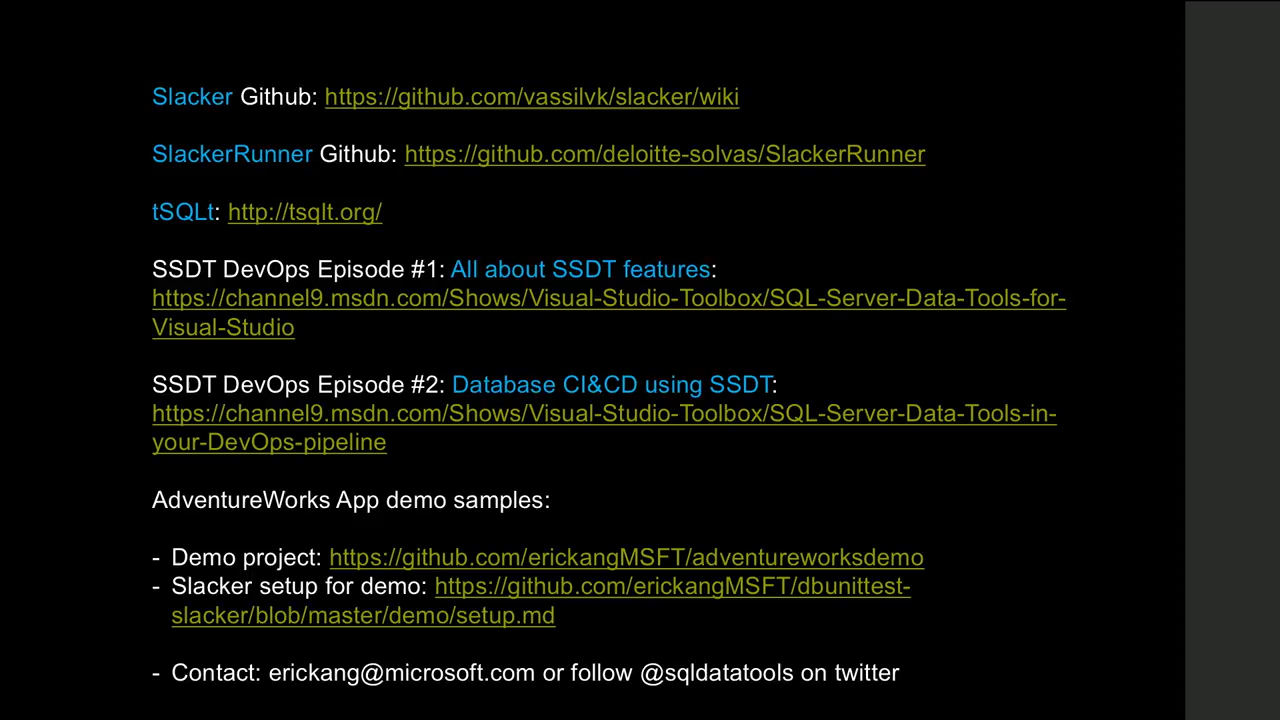 Slacker Github: https://github.com/vassilvk/slacker/wiki
SlackerRunner Github: https://github.com/deloitte-solvas/SlackerRunner
tSQLt: http://tsqlt.org/
SSDT DevOps Episode #1: All about SSDT features:
https://channel9.msdn.com/Shows/Visual-Studio-Toolbox/SQL-Server-Data-Tools-for-
Visual-Studio
SSDT DevOps Episode #2: Database CI&CD using SSDT:
https://channel9.msdn.com/Shows/Visual-Studio-Toolbox/SQL-Server-Data-Tools-in-
your-DevOps-pipeline
AdventureWorks App demo samples:
- Demo project: https://github.com/erickangMSFT/adventureworksdemo
- Slacker setup for demo: https://github.com/erickangMSFT/dbunittest-
slacker/blob/master/demo/setup.md
- Contact: erickang@microsoft.com or follow @sqldatatools on twitter